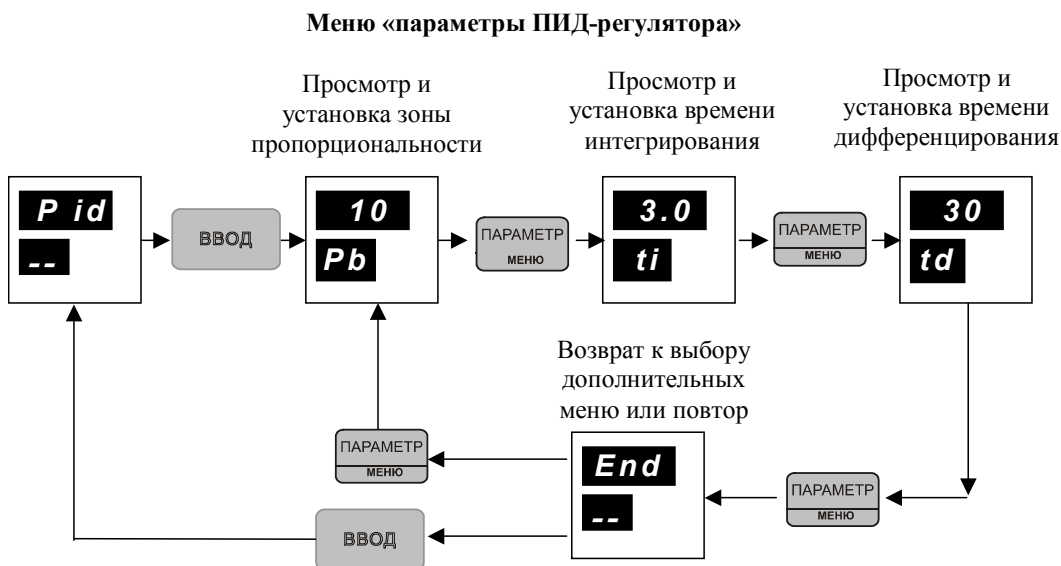 Меню «параметры ПИД-регулятора»
Просмотр и
установка зоны
пропорциональности
Просмотр и
установка времени
интегрирования
Просмотр и
установка времени
дифференцирования
P id
--
ВВОД
10
Pb
ПАРАМЕТР
МЕНЮ
3.0
ti
ПАРАМЕТР
МЕНЮ
30
td
Возврат к выбору
дополнительных
меню или повтор
ПАРАМЕТР
МЕНЮ
End
--
ПАРАМЕТР
МЕНЮ
ВВОД